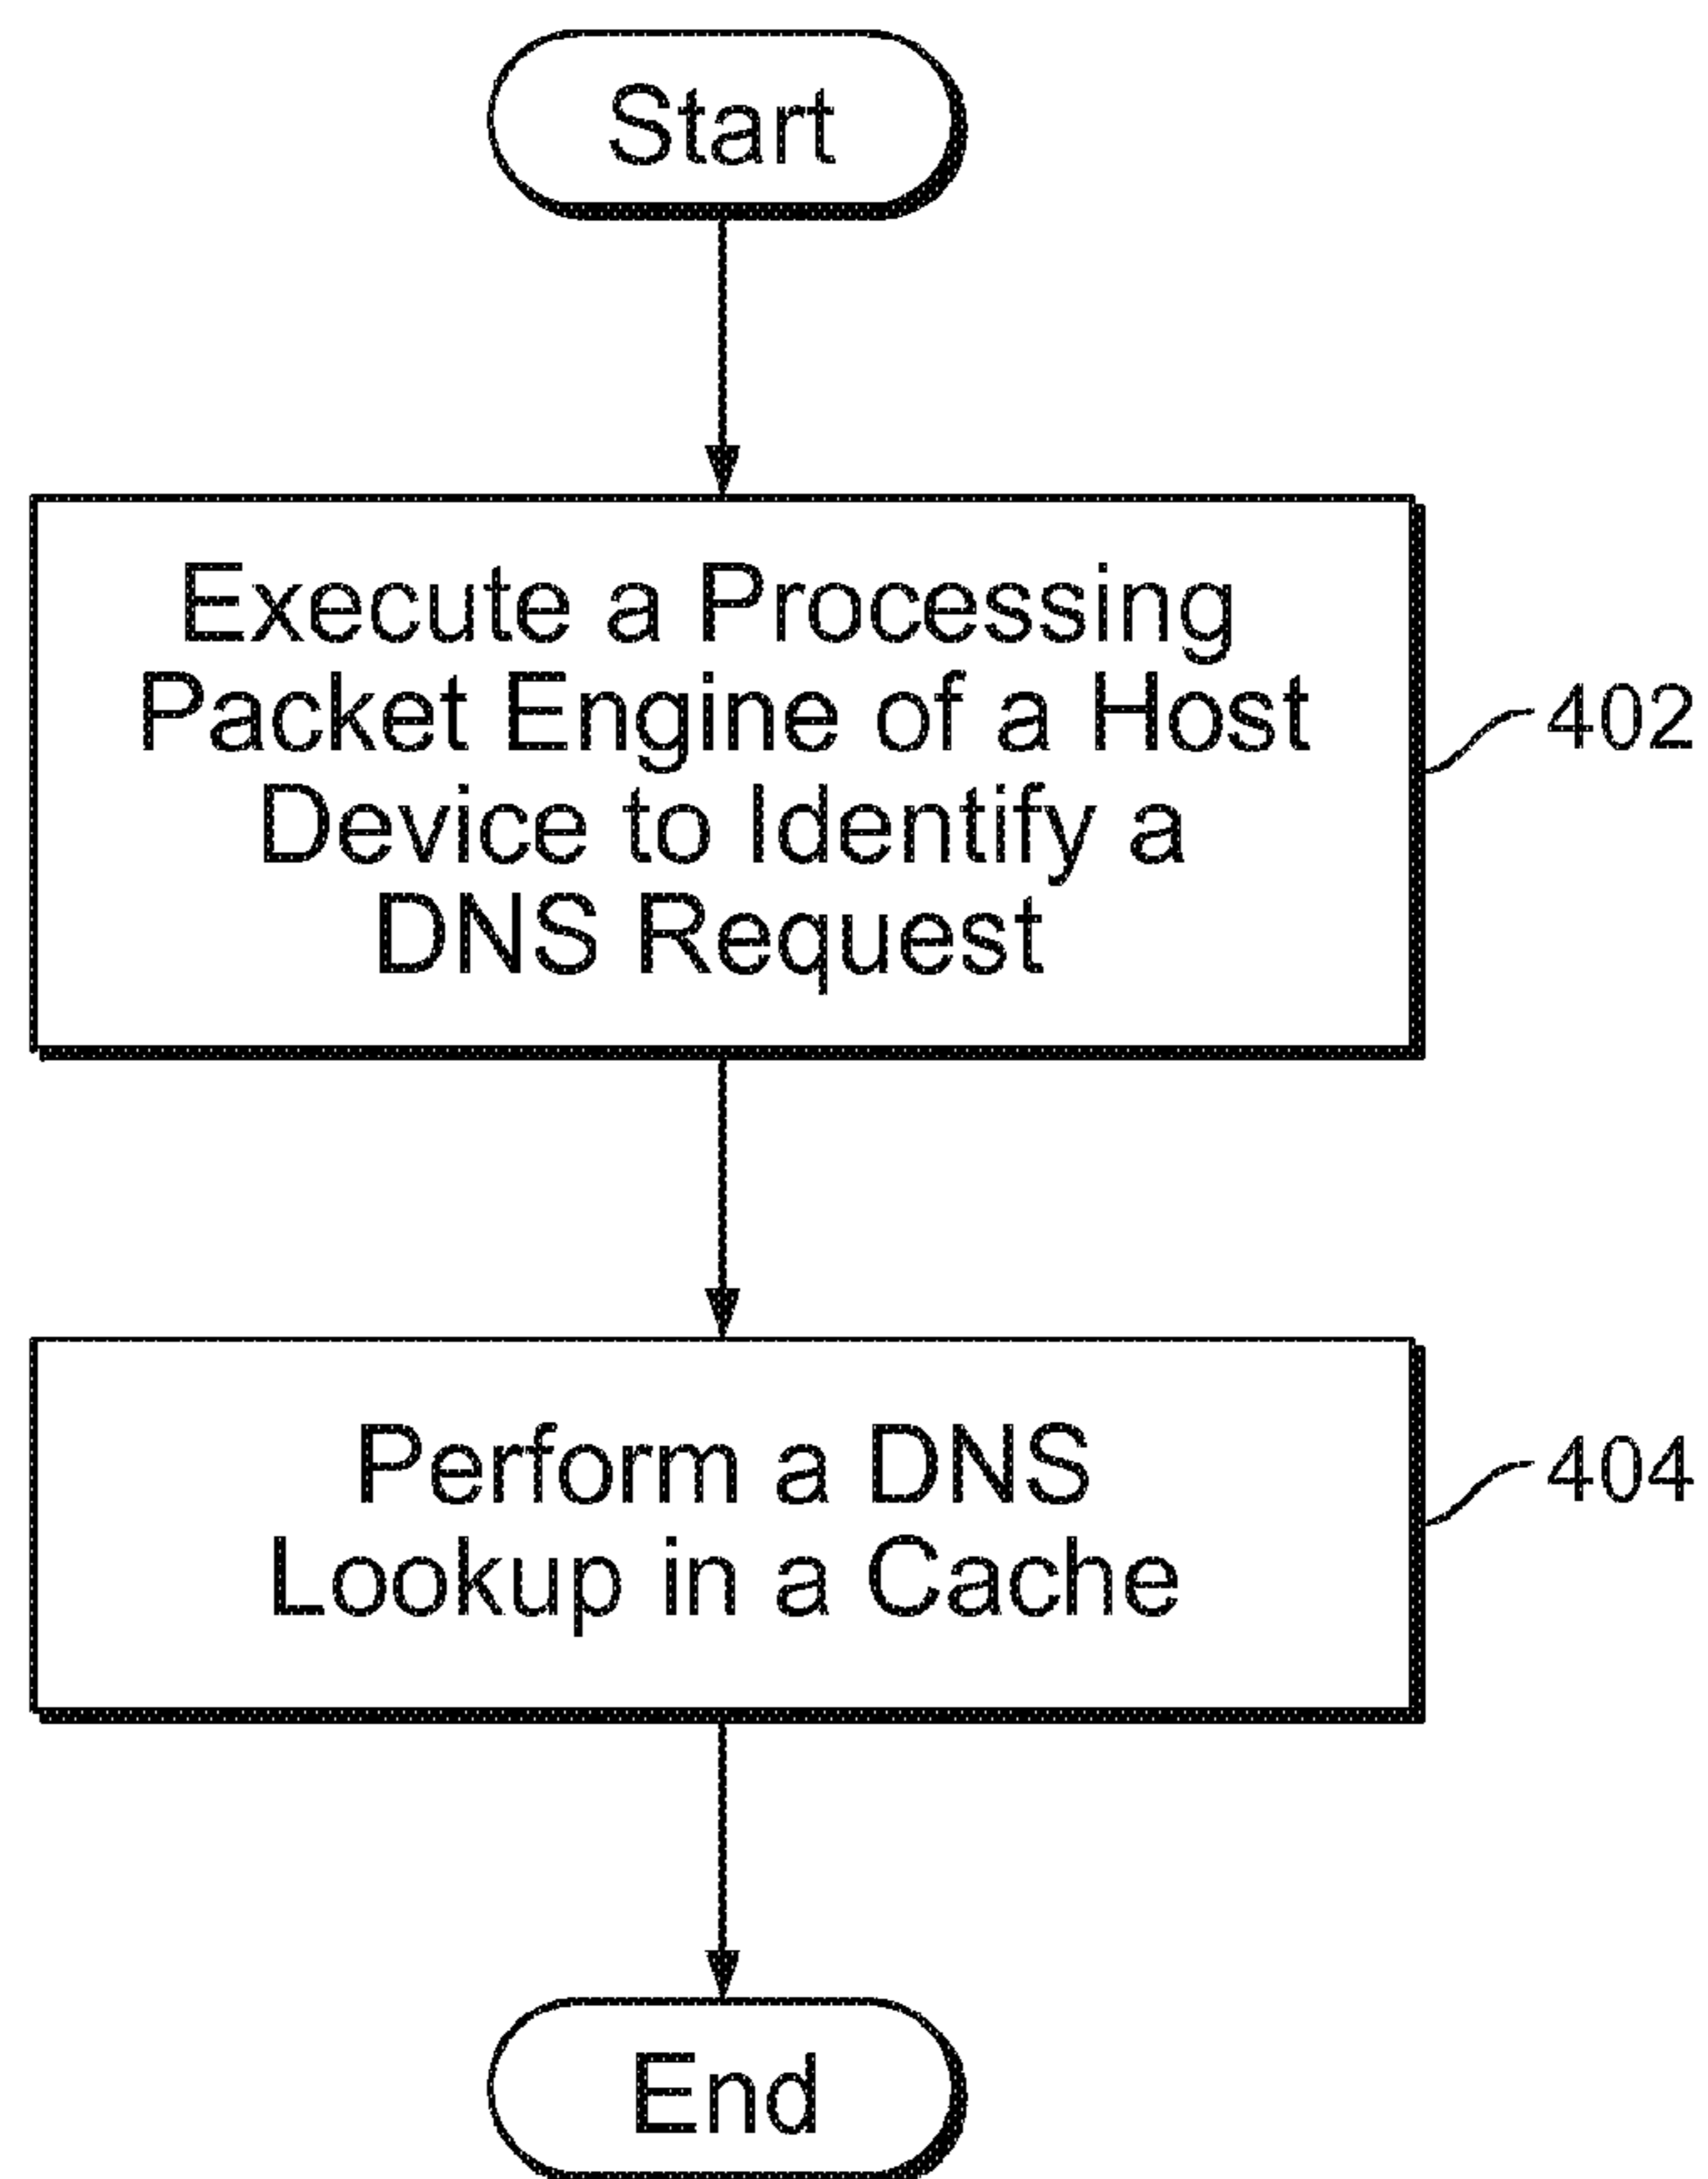 Start
Execute a Processing
Packet Engine of a Host
Device to Identify a
DNS Request
402
Perform a DNS
Lookup in a Cache
404
End